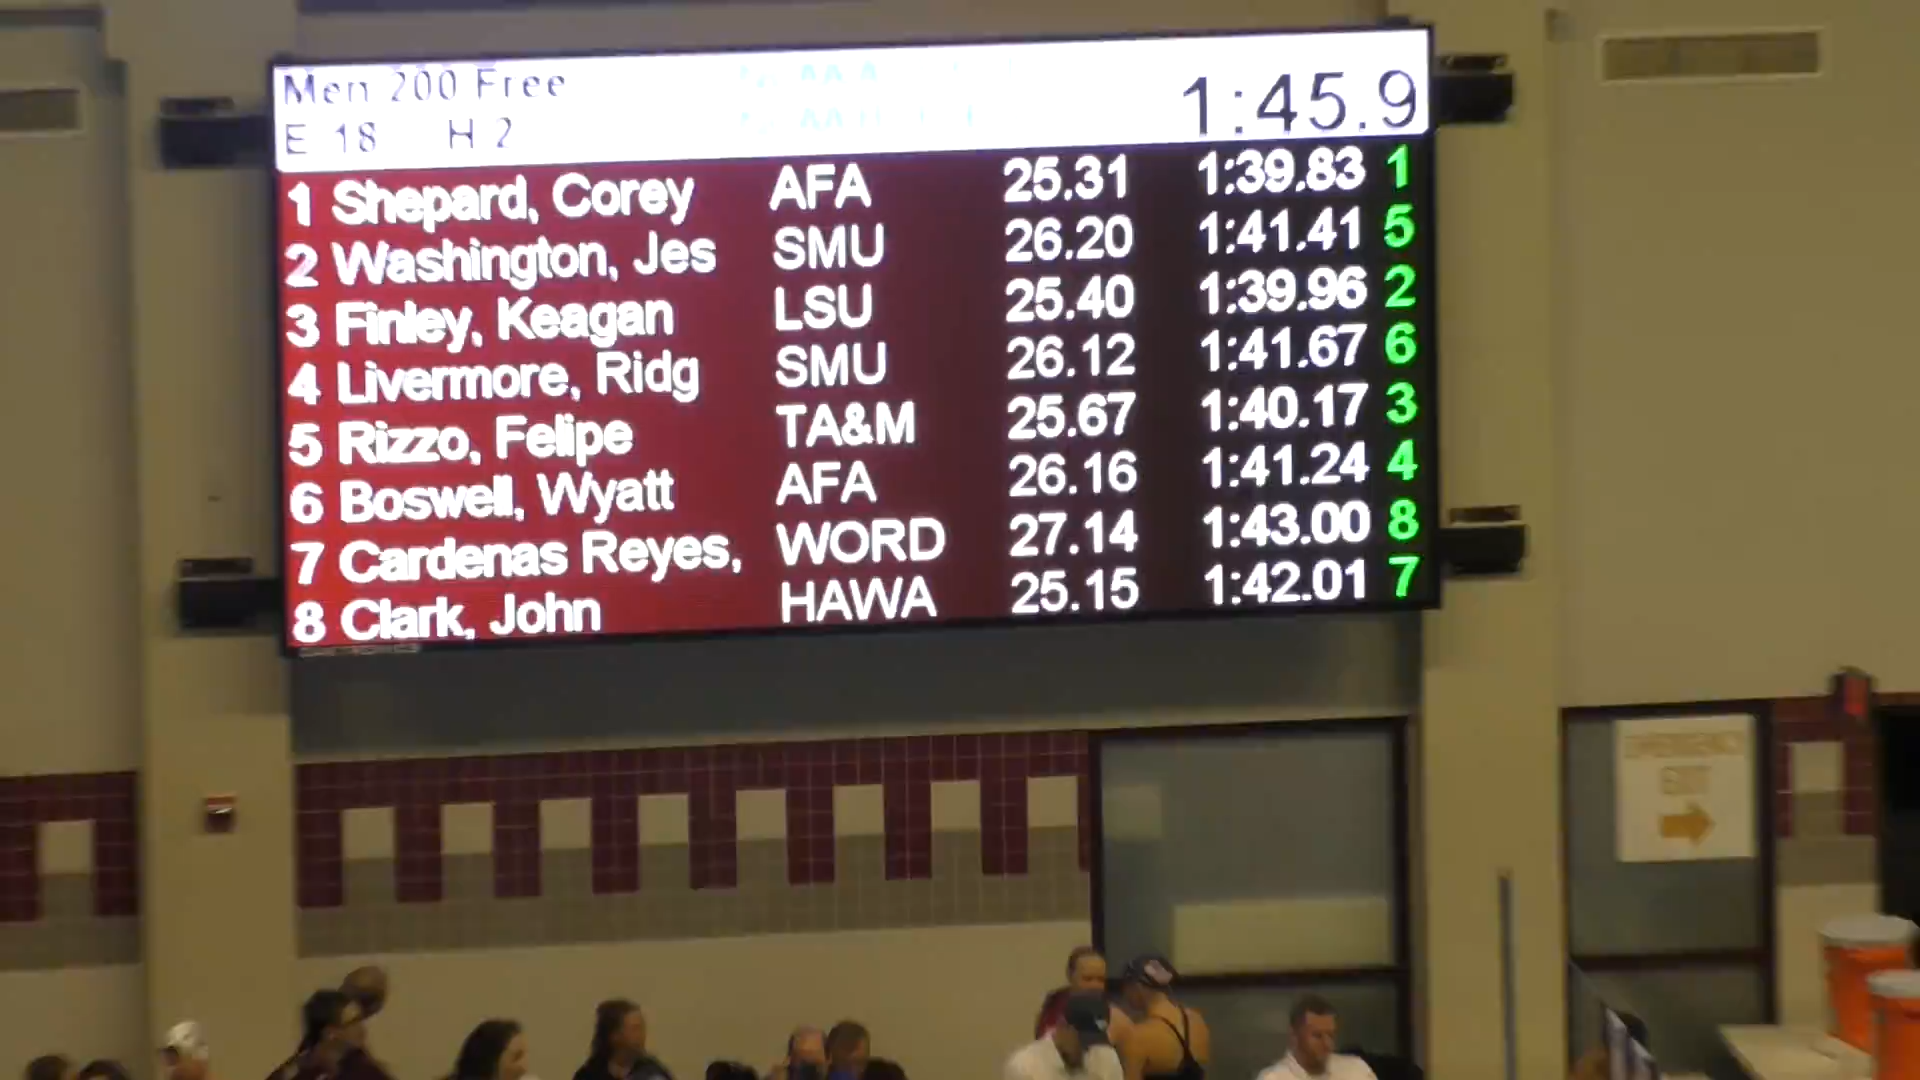 Men 200 Free 1:45.9
E 18 H 2
1 Shepard, Corey AFA 25.31 1:39.83 1
2 Washington, Jes SMU 26.20 1:41.41 5
3 Finley, Keagan LSU 25.40 1:39.96 2
4 Livermore, Ridg SMU 26.12 1:41.67 6
5 Rizzo, Felipe TA&M 25.67 1:40.17 3
6 Boswell, Wyatt AFA 26.16 1:41.24 4
7 Cardenas Reyes, WORD 27.14 1:43.00 8
8 Clark, John HAWA 25.15 1:42.01 7
EMERGENCY
EXIT